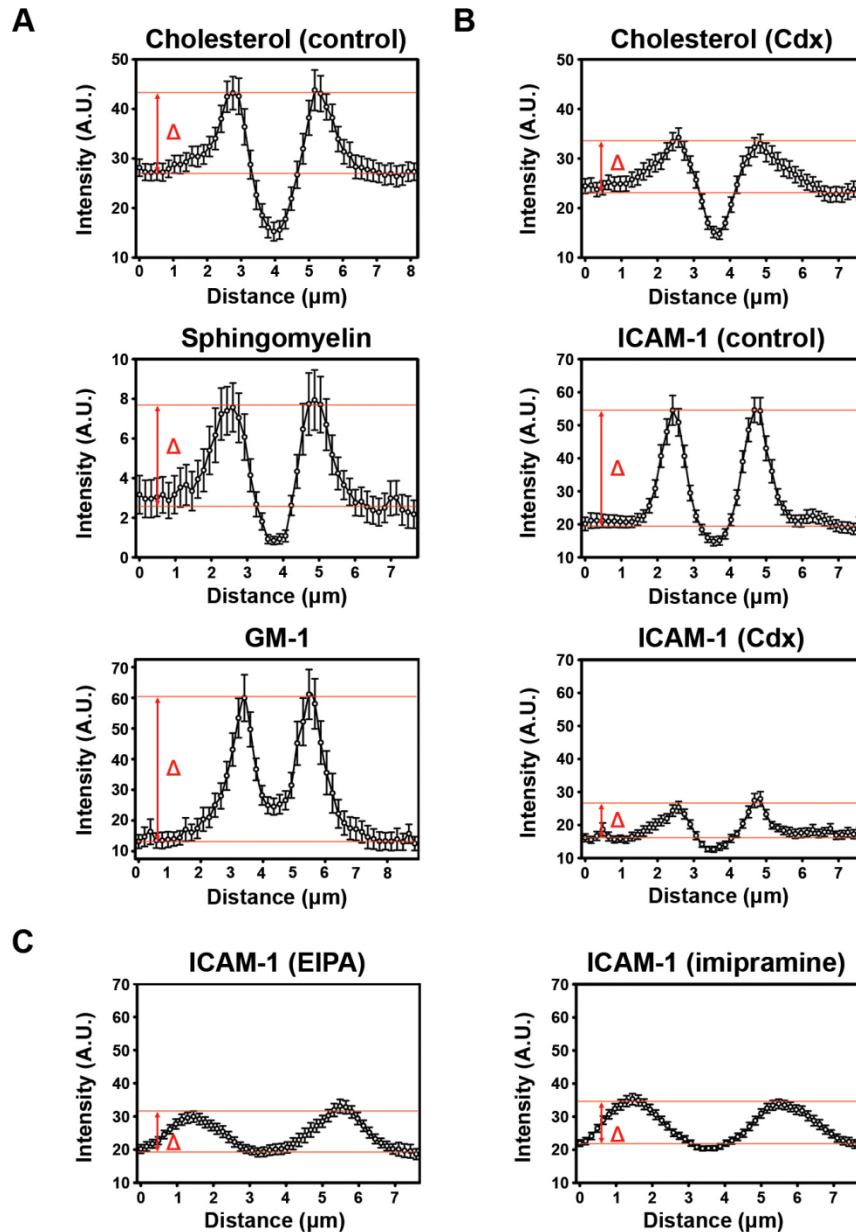 A
B
Cholesterol (control)
50
40
30
20
10
Intensity (A.U.)
Δ
0 1 2 3 4 5 6 7 8
Distance (μm)
Cholesterol (Cdx)
50
40
30
20
10
Intensity (A.U.)
Δ
0 1 2 3 4 5 6 7
Distance (μm)
Sphingomyelin
10
8
6
4
2
0
Intensity (A.U.)
Δ
0 1 2 3 4 5 6 7
Distance (μm)
ICAM-1 (control)
70
60
50
40
30
20
10
Intensity (A.U.)
Δ
0 1 2 3 4 5 6 7
Distance (μm)
GM-1
70
60
50
40
30
20
10
Intensity (A.U.)
Δ
0 1 2 3 4 5 6 7 8
Distance (μm)
ICAM-1 (Cdx)
70
60
50
40
30
20
10
Intensity (A.U.)
Δ
0 1 2 3 4 5 6 7
Distance (μm)
C
ICAM-1 (EIPA)
70
60
50
40
30
20
10
Intensity (A.U.)
Δ
0 1 2 3 4 5 6 7
Distance (μm)
ICAM-1 (imipramine)
70
60
50
40
30
20
10
Intensity (A.U.)
Δ
0 1 2 3 4 5 6 7
Distance (μm)